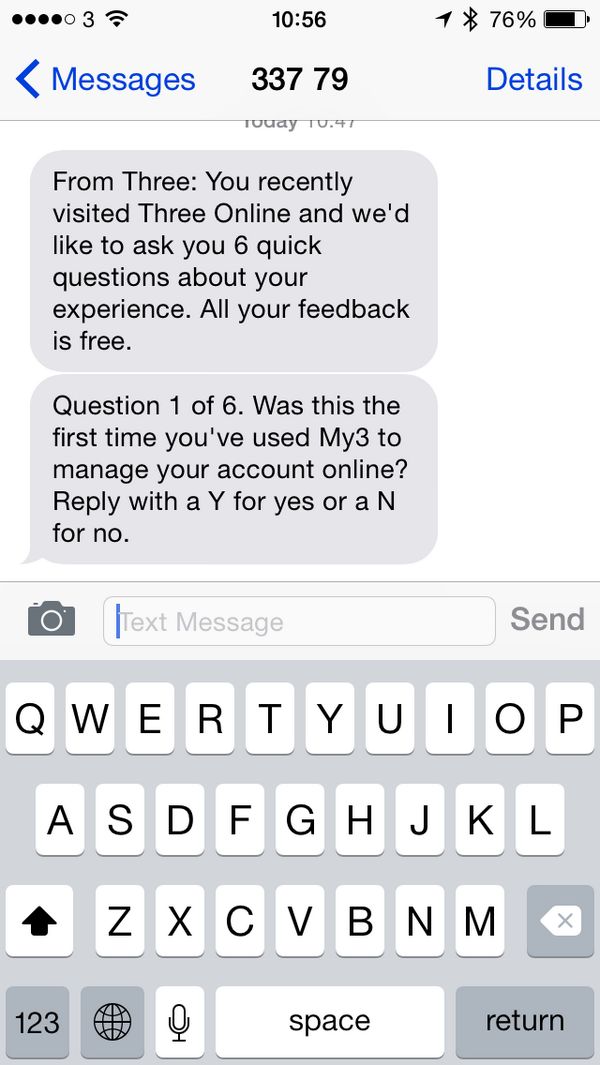 3 10:56 76%
Messages 337 79 Details
Today 10:47
From Three: You recently
visited Three Online and we'd
like to ask you 6 quick
questions about your
experience. All your feedback
is free.
Question 1 of 6. Was this the
first time you've used My3 to
manage your account online?
Reply with a Y for yes or a N
for no.
Text Message Send
Q W E R T Y U I O P
A S D F G H J K L
Z X C V B N M
123 space return